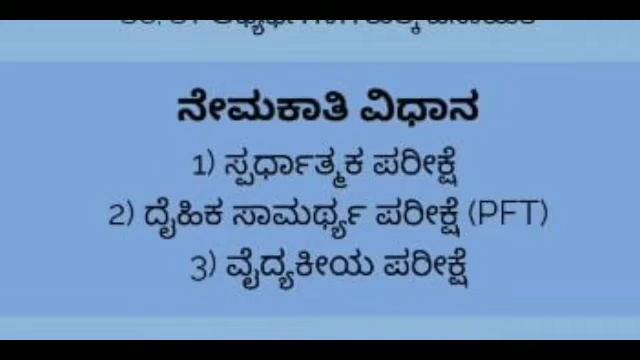 ನೇಮಕಾತಿ ವಿಧಾನ
1) ಸ್ಪರ್ಧಾತ್ಮಕ ಪರೀಕ್ಷೆ
2) ದೈಹಿಕ ಸಾಮರ್ಥ್ಯ ಪರೀಕ್ಷೆ (PFT)
3) ವೈದ್ಯಕೀಯ ಪರೀಕ್ಷೆ